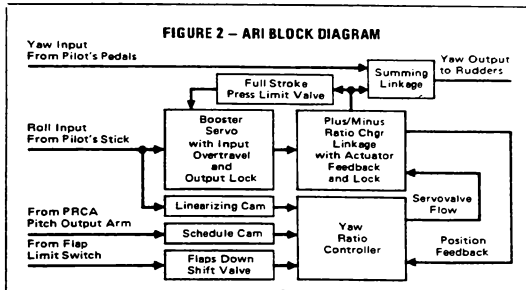 FIGURE 2 – ARI BLOCK DIAGRAM
Yaw Input
From Pilot's Pedals
Yaw Output
to Rudders
Summing
Linkage
Full Stroke
Press Limit Valve
Roll Input
From Pilot's Stick
Booster
Servo
with Input
Overtravel
and
Output Lock
Plus/Minus
Ratio Chgr
Linkage
with Actuator
Feedback
and Lock
Linearizing Cam
Servovalve
Flow
From PRCA
Pitch Output Arm
Schedule Cam
Yaw
Ratio
Controller
From Flap
Limit Switch
Flaps Down
Shift Valve
Position
Feedback